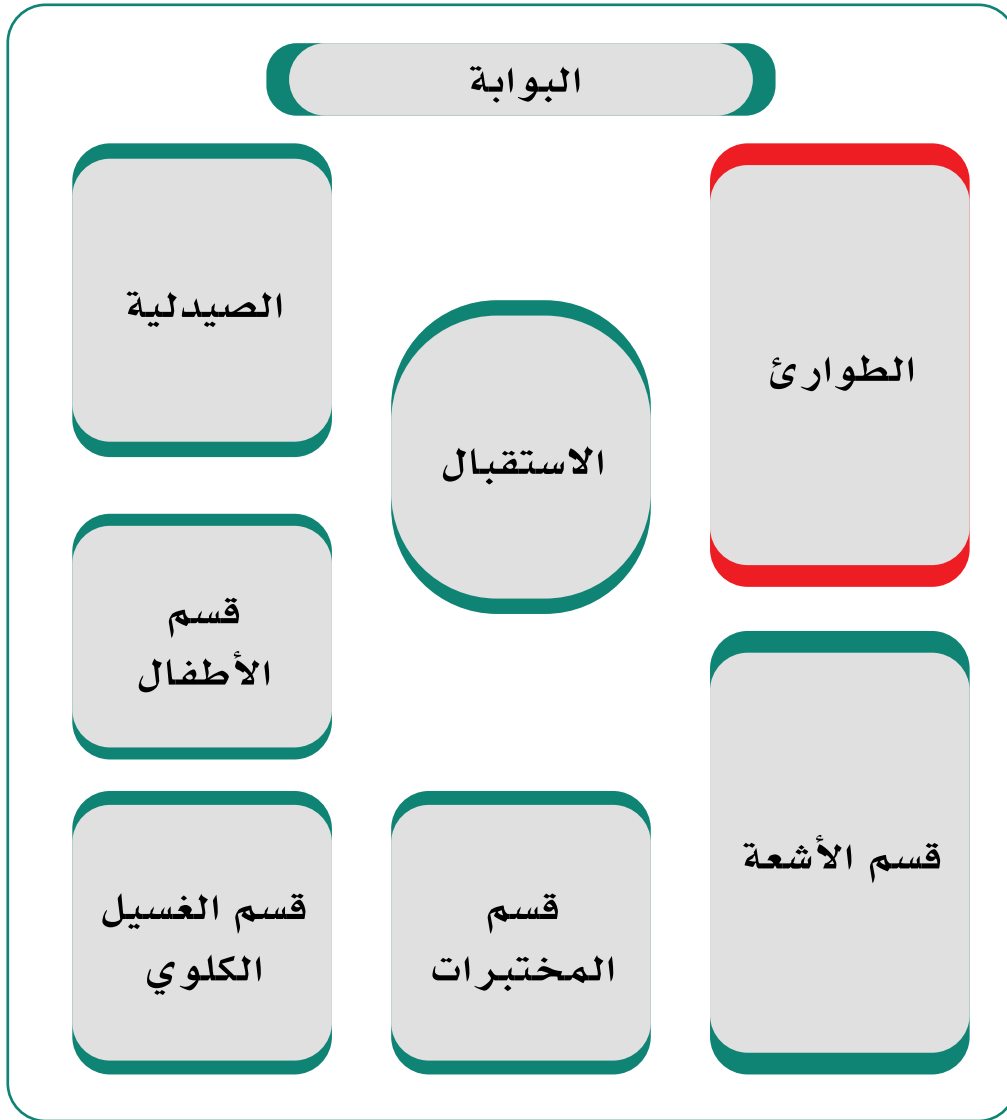 البوابة
الطوارئ
الصيدلية
الاستقبال
قسم
الأطفال
قسم الأشعة
قسم
المختبرات
قسم الغسيل
الكلوي